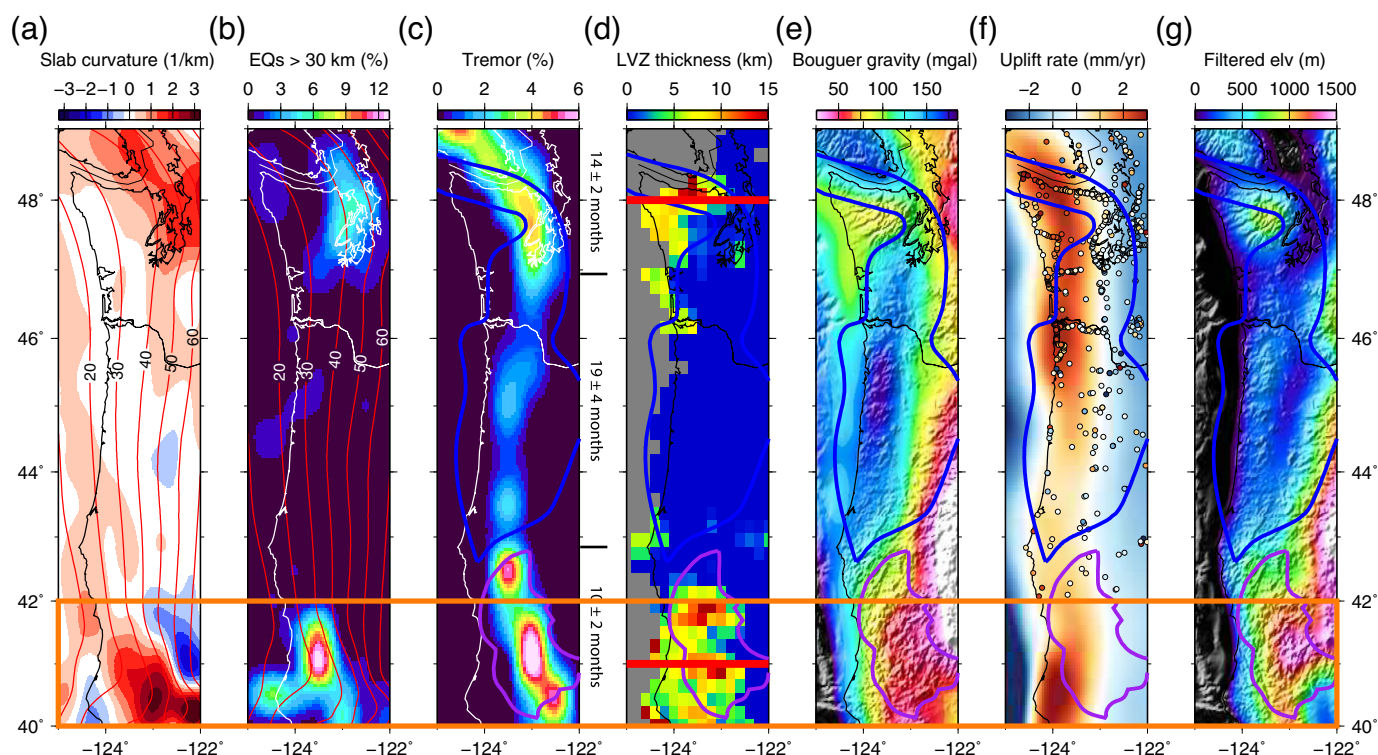 (a) (b) (c) (d) (e) (f) (g)
Slab curvature (1/km) EQs > 30 km (%) Tremor (%) LVZ thickness (km) Bouguer gravity (mgal) Uplift rate (mm/yr) Filtered elv (m)
−3 −2 −1 0 1 2 3 0 3 6 9 12 0 2 4 6 0 5 10 15 50 100 150 −2 0 2 0 500 1000 1500
14 ± 2 months
48° 48°
46° 46°
20 30 40 50 60 20 30 40 50 60
19 ± 4 months
44° 44°
42° 42°
10 ± 2 months
40° 40°
−124° −122° −124° −122° −124° −122° −124° −122° −124° −122° −124° −122° −124° −122°